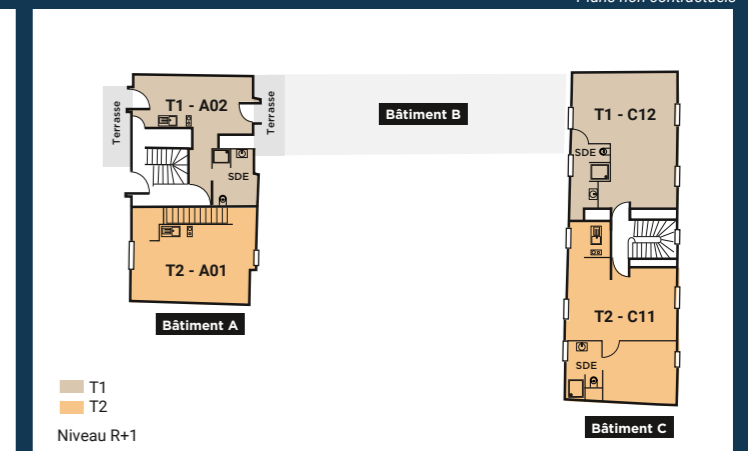 Plans non contractuels
Terrasse
T1 - A02
Terrasse
SDE
T2 - A01
Bâtiment A
Bâtiment B
T1 - C12
SDE
T2 - C11
SDE
Bâtiment C
T1
T2
Niveau R+1